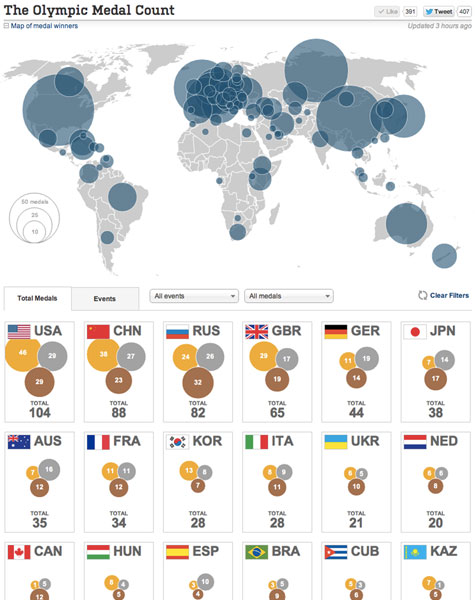 The Olympic Medal Count
Like 391 Tweet 407
Map of medal winners
Updated 3 hours ago
50 medals
25
10
Total Medals
Events
All events
All medals
Clear Filters
USA CHN RUS GBR GER JPN
46 29 38 27 24 26 29 17 11 19 7 14
29 23 32 19 14 17
TOTAL TOTAL TOTAL TOTAL TOTAL TOTAL
104 88 82 65 44 38
AUS FRA KOR ITA UKR NED
7 16 11 11 13 8 8 9 6 5 6 6
12 12 7 11 10 8
TOTAL TOTAL TOTAL TOTAL TOTAL TOTAL
35 34 28 28 21 20
CAN HUN ESP BRA CUB KAZ
1 5 8 4 3 10 3 5 5 3 7 1
12 5 4 9 6 5